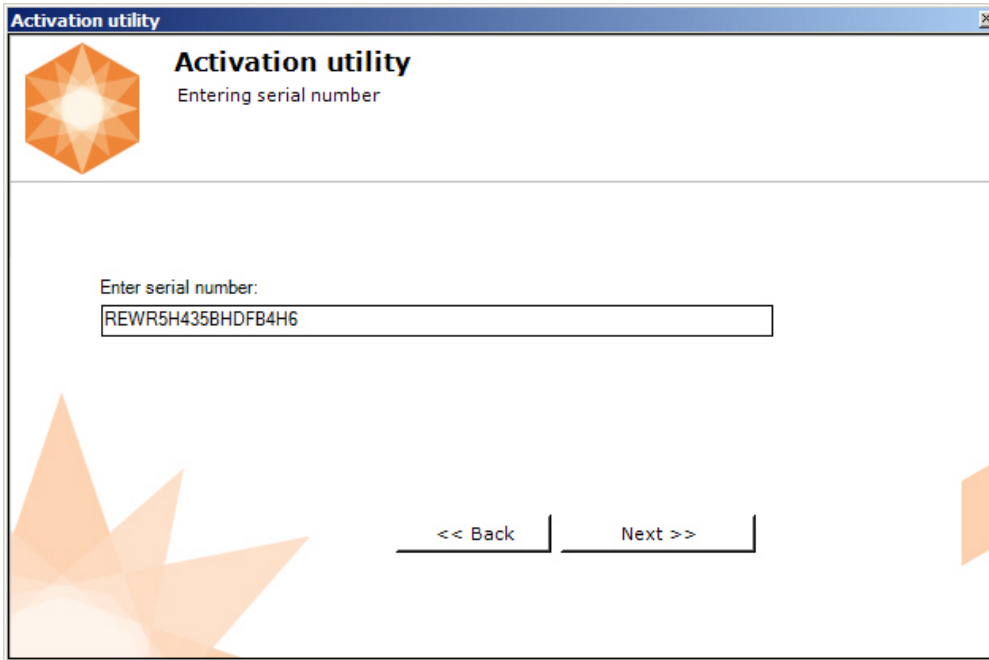 Activation utility
Activation utility
Entering serial number
Enter serial number:
REWR5H435BHDFB4H6
<< Back
Next >>